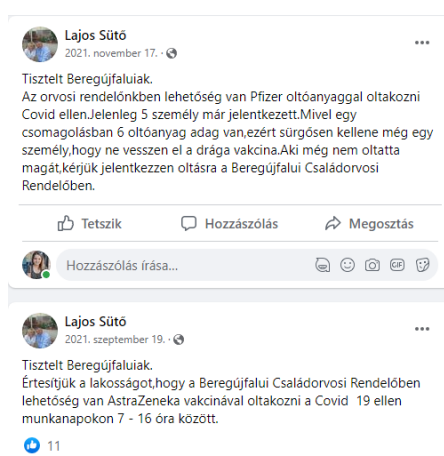 Lajos Sütő
2021. november 17. ·
Tisztelt Beregújfaluiak.
Az orvosi rendelőnkben lehetőség van Pfizer oltóanyaggal oltakozni
Covid ellen.Jelenleg 5 személy már jelentkezett.Mivel egy
csomagolásban 6 oltóanyag adag van,ezért sürgősen kellene még egy
személy,hogy ne vesszen el a drága vakcina.Aki még nem oltatta
magát,kérjük jelentkezzen oltásra a Beregújfalui Családorvosi
Rendelőben.
Tetszik Hozzászólás Megosztás
Hozzászólás írása...
GIF
Lajos Sütő
2021. szeptember 19. ·
Tisztelt Beregújfaluiak.
Értesítjük a lakosságot,hogy a Beregújfalui Családorvosi Rendelőben
lehetőség van AstraZeneka vakcinával oltakozni a Covid 19 ellen
munkanapokon 7 - 16 óra között.
11